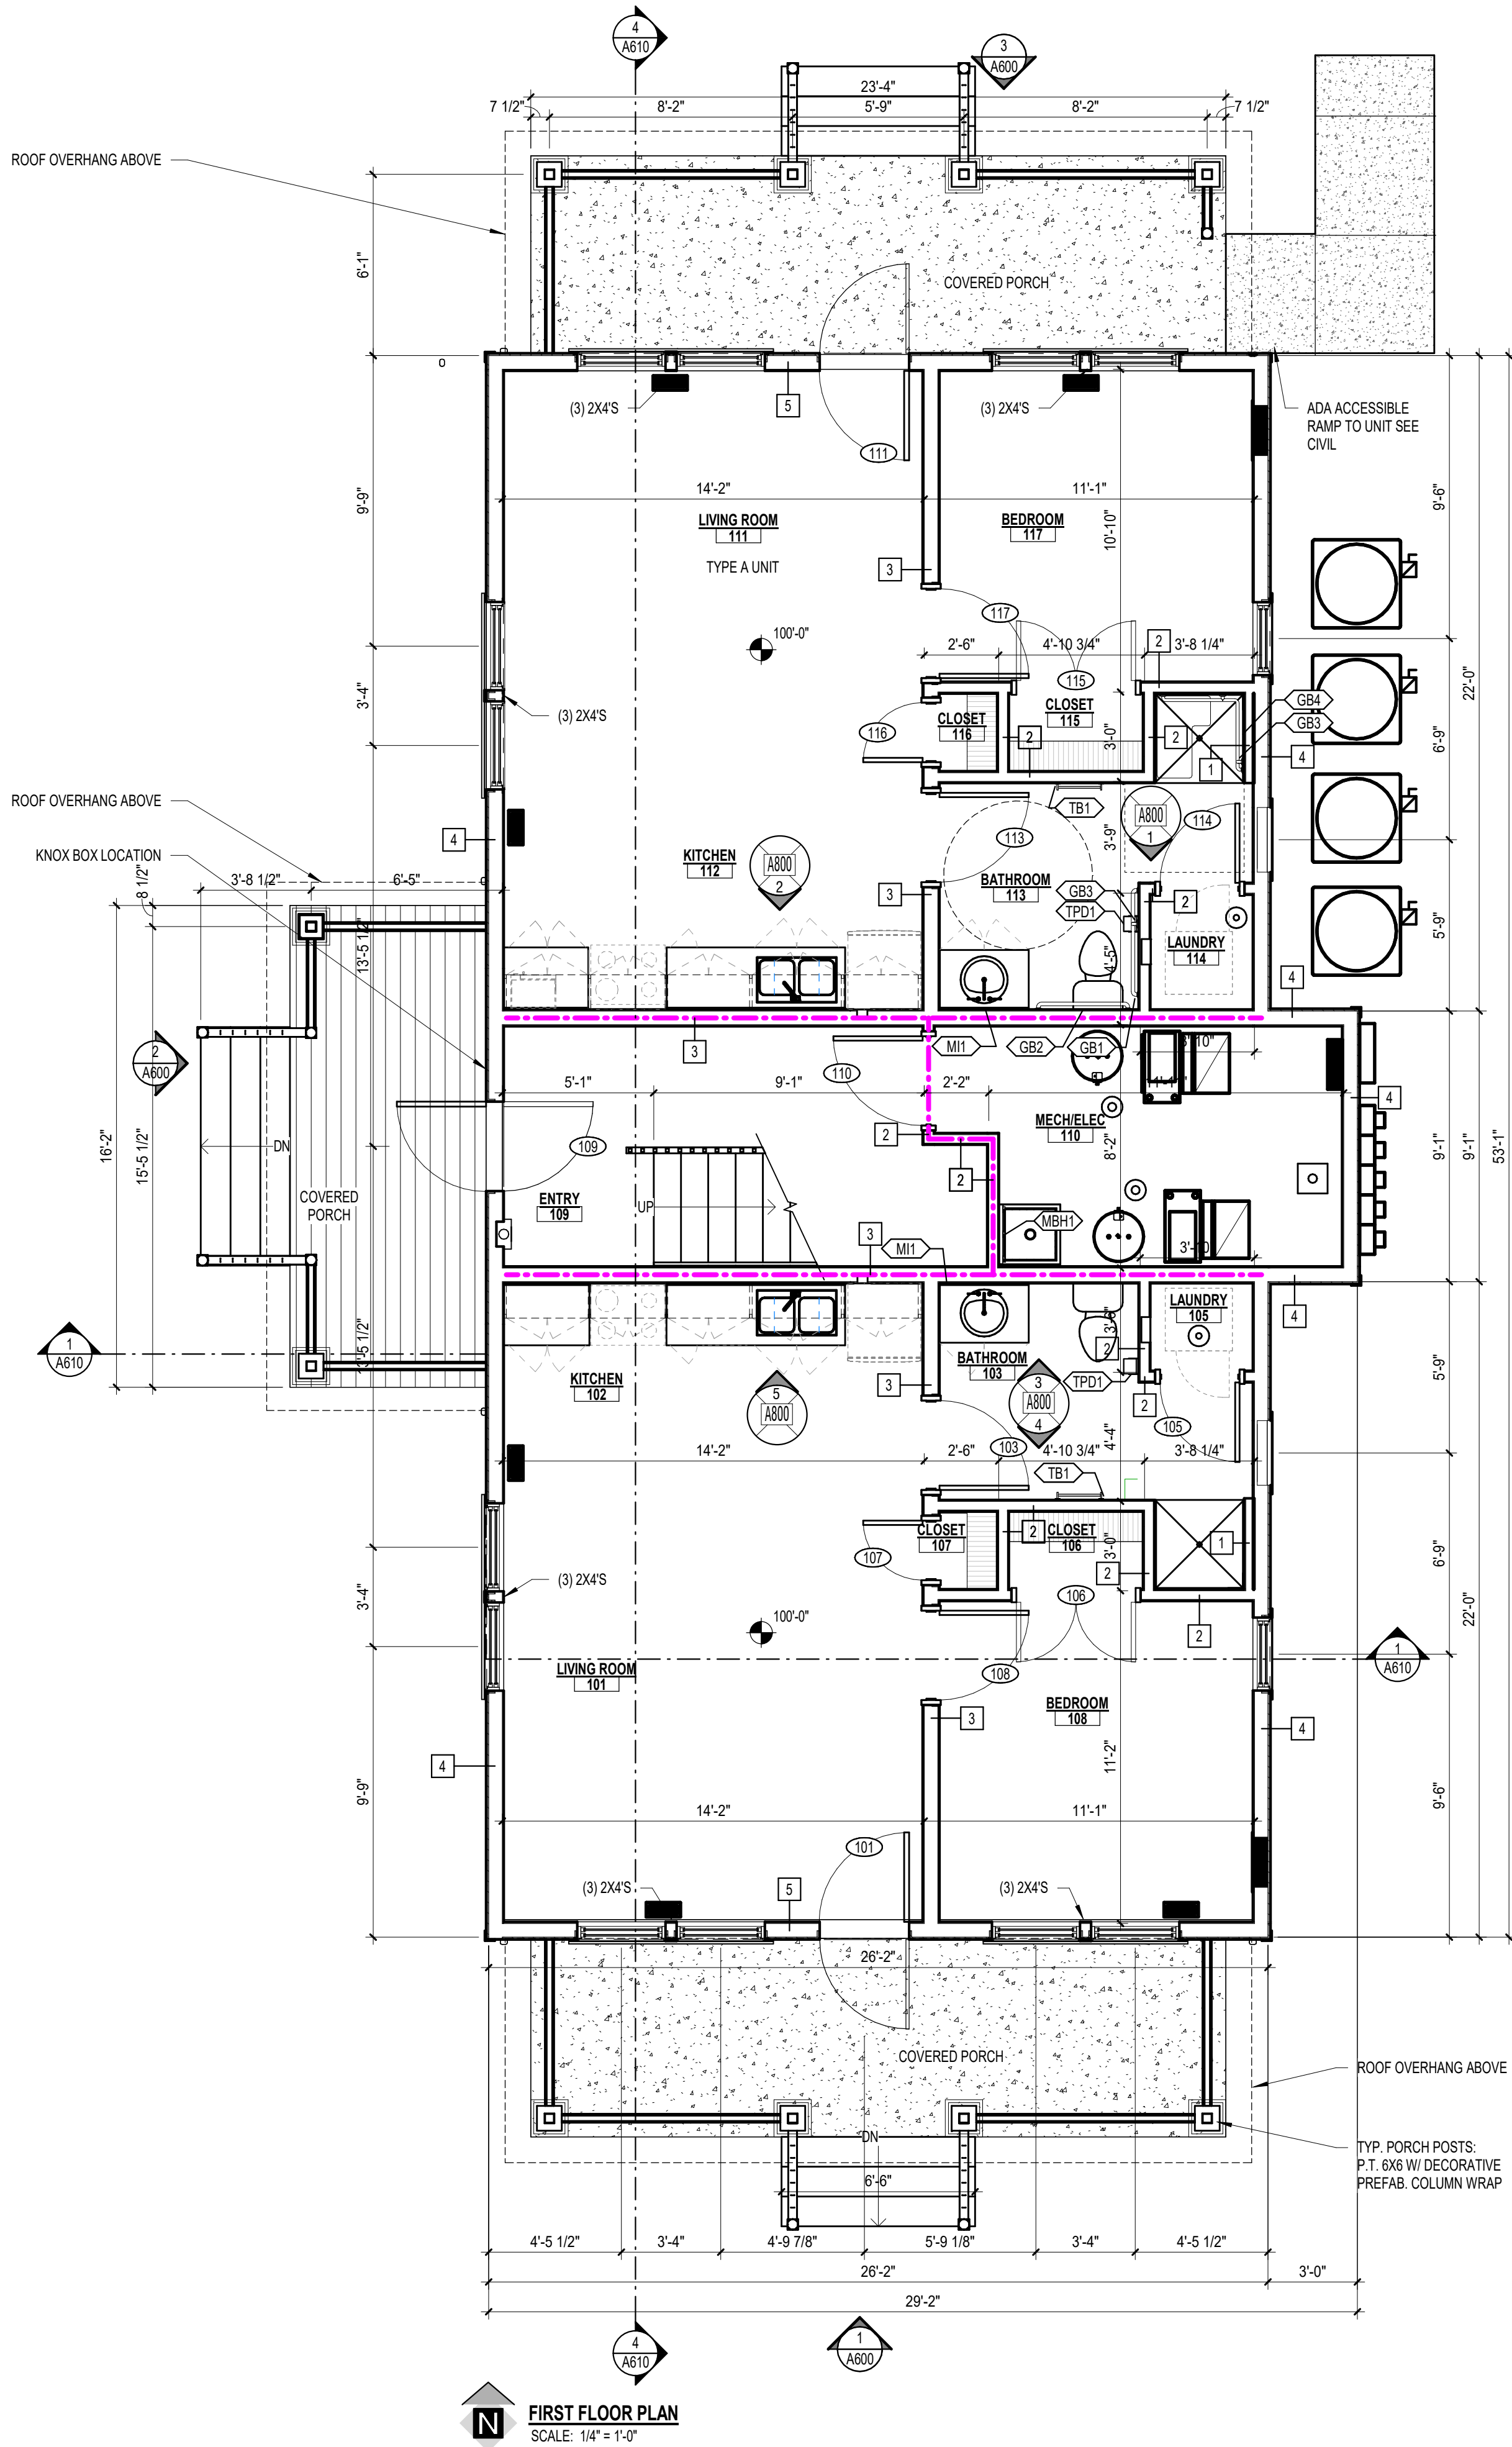 4
A610
3
A600
23'-4"
7 1/2"
8'-2"
5'-9"
8'-2"
7 1/2"
ROOF OVERHANG ABOVE
6'-1"
COVERED PORCH
(3) 2X4'S
5
(3) 2X4'S
ADA ACCESSIBLE
RAMP TO UNIT SEE
CIVIL
111
14'-2"
11'-1"
9'-9"
9'-6"
LIVING ROOM
111
BEDROOM
117
10'-10"
TYPE A UNIT
3
117
100'-0"
2'-6"
4'-10 3/4"
2
3'-8 1/4"
22'-0"
115
3'-4"
(3) 2X4'S
CLOSET
116
CLOSET
115
GB4
GB3
116
2
3'-0"
2
1
4
6'-9"
ROOF OVERHANG ABOVE
TB1
A800
1
114
4
113
3'-9"
KNOX BOX LOCATION
KITCHEN
112
A800
2
3'-8 1/2"
6'-5"
8 1/2"
3
BATHROOM
113
GB3
TPD1
2
5'-9"
13'-5 1/2"
LAUNDRY
114
4'-5"
4
2
A600
3
MI1
GB2
GB1
3'-10"
110
5'-1"
9'-1"
2'-2"
4
MECH/ELEC
110
2
8'-2"
16'-2"
15'-5 1/2"
DN
109
9'-1"
9'-1"
53'-1"
2
COVERED
PORCH
ENTRY
109
UP
MBH1
3
MI1
3'-10"
LAUNDRY
105
4
1
A610
BATHROOM
103
2
KITCHEN
102
3
3
A800
4
TPD1
2
5'-9"
5
A800
105
103
4'-4"
14'-2"
2'-6"
4'-10 3/4"
3'-8 1/4"
TB1
CLOSET
107
2
CLOSET
106
3'-0"
1
107
2
6'-9"
(3) 2X4'S
3'-4"
106
100'-0"
2
22'-0"
LIVING ROOM
101
108
1
A610
BEDROOM
108
3
4
4
11'-2"
9'-9"
9'-6"
14'-2"
11'-1"
101
(3) 2X4'S
5
(3) 2X4'S
26'-2"
COVERED PORCH
ROOF OVERHANG ABOVE
DN
TYP. PORCH POSTS:
P.T. 6X6 W/ DECORATIVE
PREFAB. COLUMN WRAP
6'-6"
4'-5 1/2"
3'-4"
4'-9 7/8"
5'-9 1/8"
3'-4"
4'-5 1/2"
26'-2"
3'-0"
29'-2"
4
A610
1
A600
N
FIRST FLOOR PLAN
SCALE: 1/4" = 1'-0"